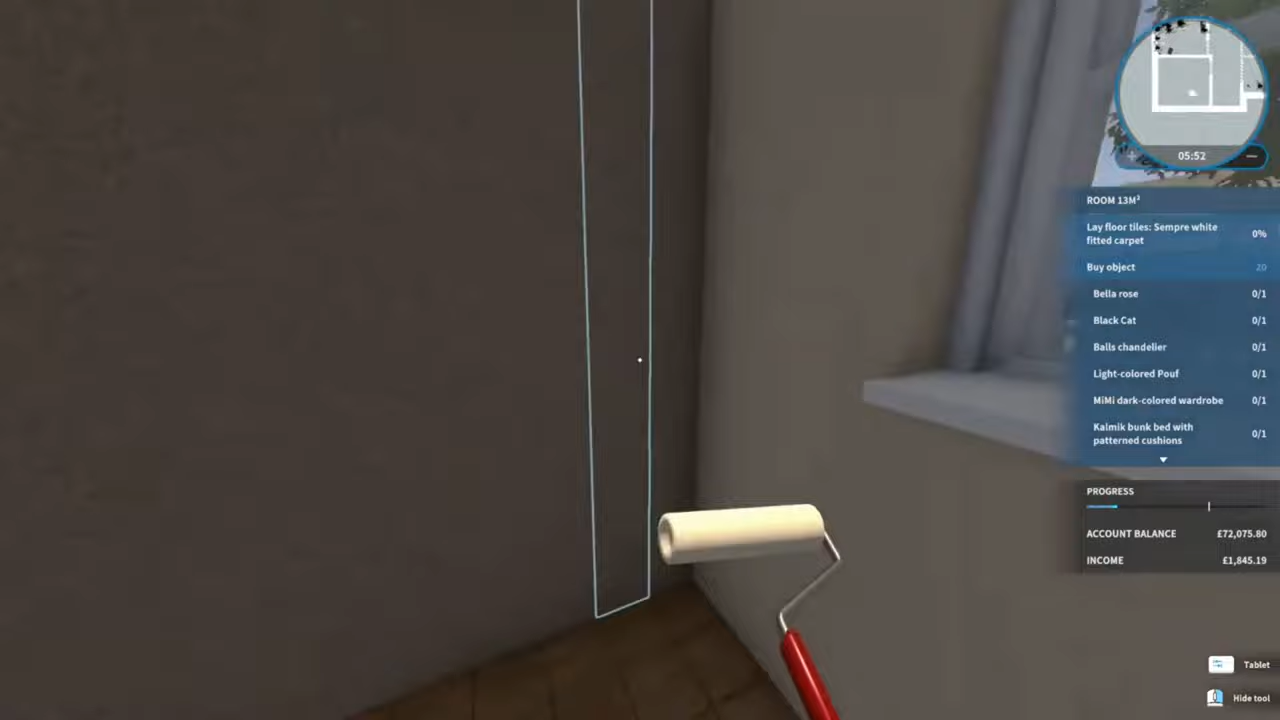 05:52
ROOM 13M²
Lay floor tiles: Sempre white
fitted carpet 0%
Buy object 20
Bella rose 0/1
Black Cat 0/1
Balls chandelier 0/1
Light-colored Pouf 0/1
MiMi dark-colored wardrobe 0/1
Kalmik bunk bed with
patterned cushions 0/1
PROGRESS
ACCOUNT BALANCE £72,075.80
INCOME £1,845.19
Tablet
Hide tool